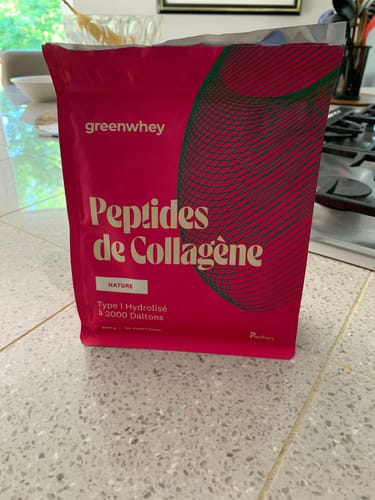 greenwhey
Peptides
de Collagène
NATURE
Type I Hydrolisé
à 2000 Daltons